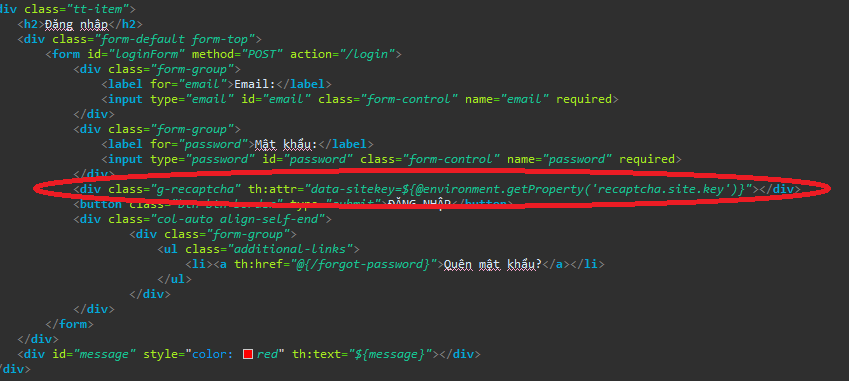 div class="tt-item">
<h2>Đăng nhập</h2>
<div class="form-default form-top">
<form id="loginForm" method="POST" action="/login">
<div class="form-group">
<label for="email">Email:</label>
<input type="email" id="email" class="form-control" name="email" required>
</div>
<div class="form-group">
<label for="password">Mật khẩu:</label>
<input type="password" id="password" class="form-control" name="password" required>
</div>
<div class="g-recaptcha" th:attr="data-sitekey=${@environment.getProperty('recaptcha.site.key')}"></div>
<button class="btn btn-border" type="submit">ĐĂNG NHẬP</button>
<div class="col-auto align-self-end">
<div class="form-group">
<ul class="additional-links">
<li><a th:href="@{/forgot-password}">Quên mật khẩu?</a></li>
</ul>
</div>
</div>
</form>
</div>
<div id="message" style="color: red" th:text="${message}"></div>
/div>